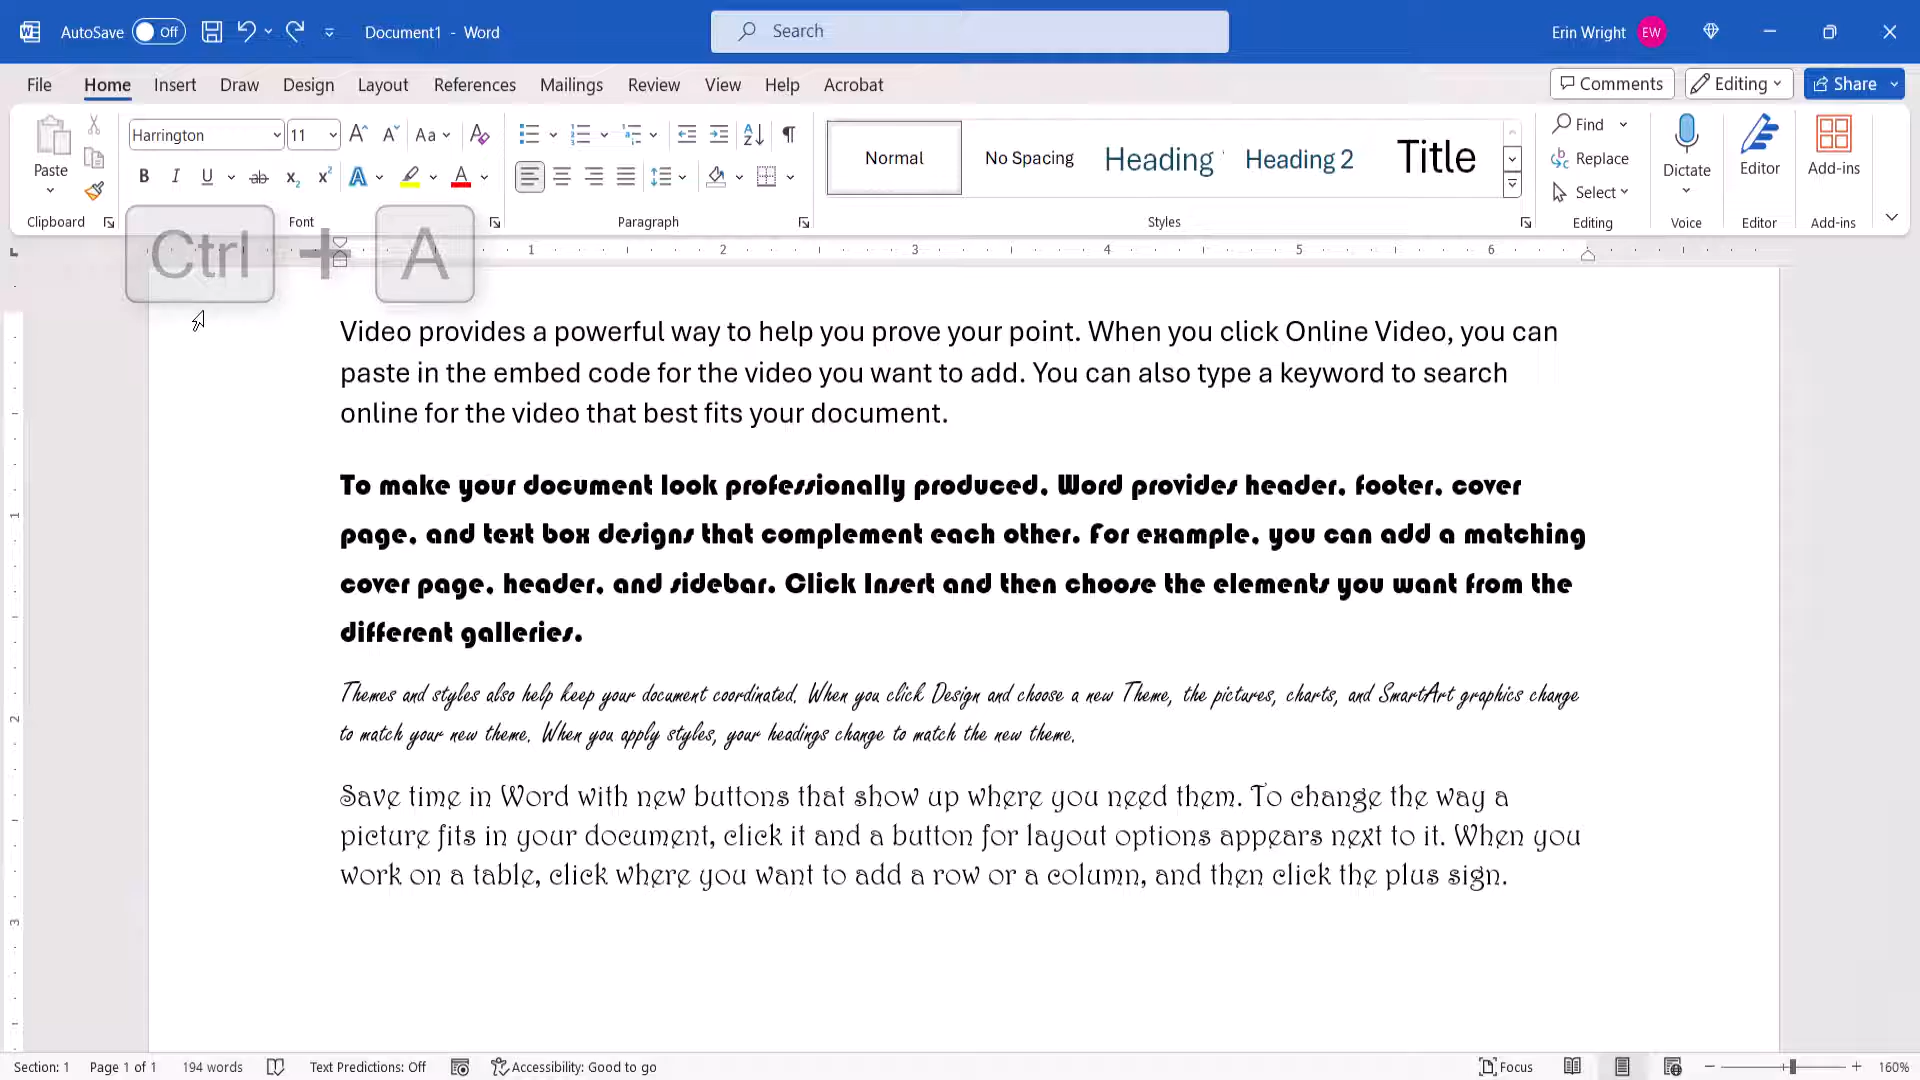 AutoSave Off Document1 - Word Search Erin Wright EW
File Home Insert Draw Design Layout References Mailings Review View Help Acrobat Comments Editing Share
Paste Harrington 11 Aa Normal No Spacing Heading Heading 2 Title Find Replace Select Dictate Editor Add-ins
Clipboard Font Paragraph Styles Editing Voice Editor Add-ins
Ctrl + A
1 2 3 4 5 6
Video provides a powerful way to help you prove your point. When you click Online Video, you can
paste in the embed code for the video you want to add. You can also type a keyword to search
online for the video that best fits your document.
To make your document look professionally produced, Word provides header, footer, cover
page, and text box designs that complement each other. For example, you can add a matching
cover page, header, and sidebar. Click Insert and then choose the elements you want from the
different galleries.
Themes and styles also help keep your document coordinated. When you click Design and choose a new Theme, the pictures, charts, and SmartArt graphics change
to match your new theme. When you apply styles, your headings change to match the new theme.
Save time in Word with new buttons that show up where you need them. To change the way a
picture fits in your document, click it and a button for layout options appears next to it. When you
work on a table, click where you want to add a row or a column, and then click the plus sign.
1
2
3
Section: 1 Page 1 of 1 194 words Text Predictions: Off Accessibility: Good to go Focus 160%